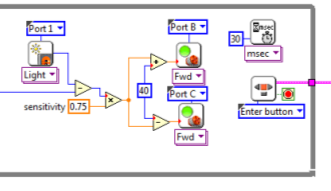 Port 1
Port B
30
msec
msec
Light
Fwd
Port C
40
sensitivity 0.75
Enter button
Fwd